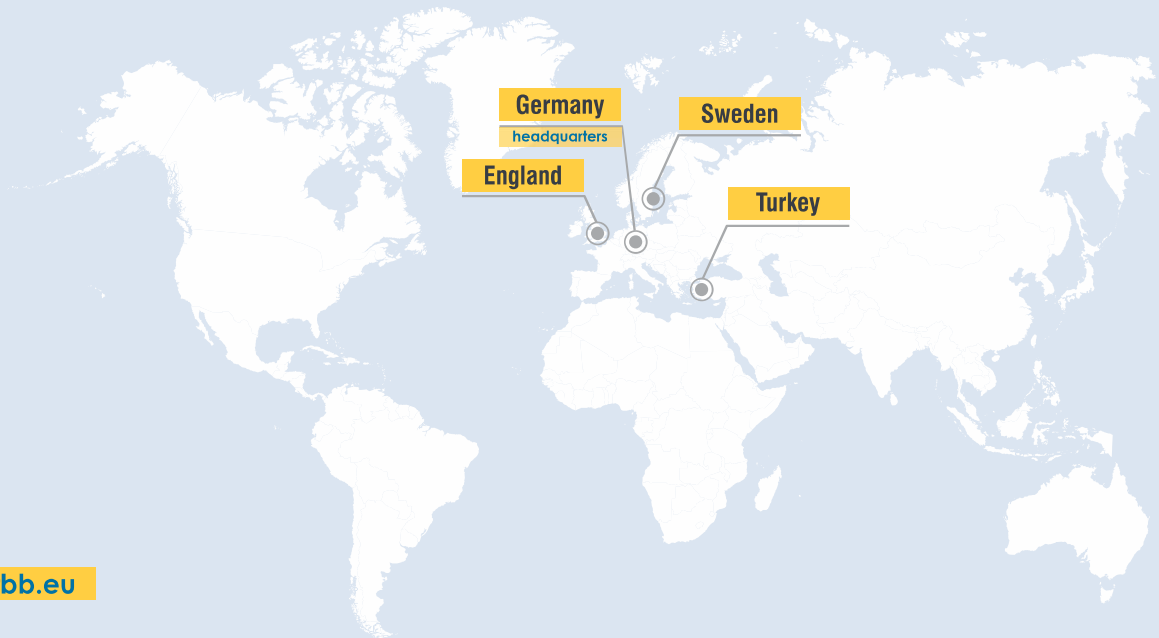 Germany
headquarters
Sweden
England
Turkey
bb.eu